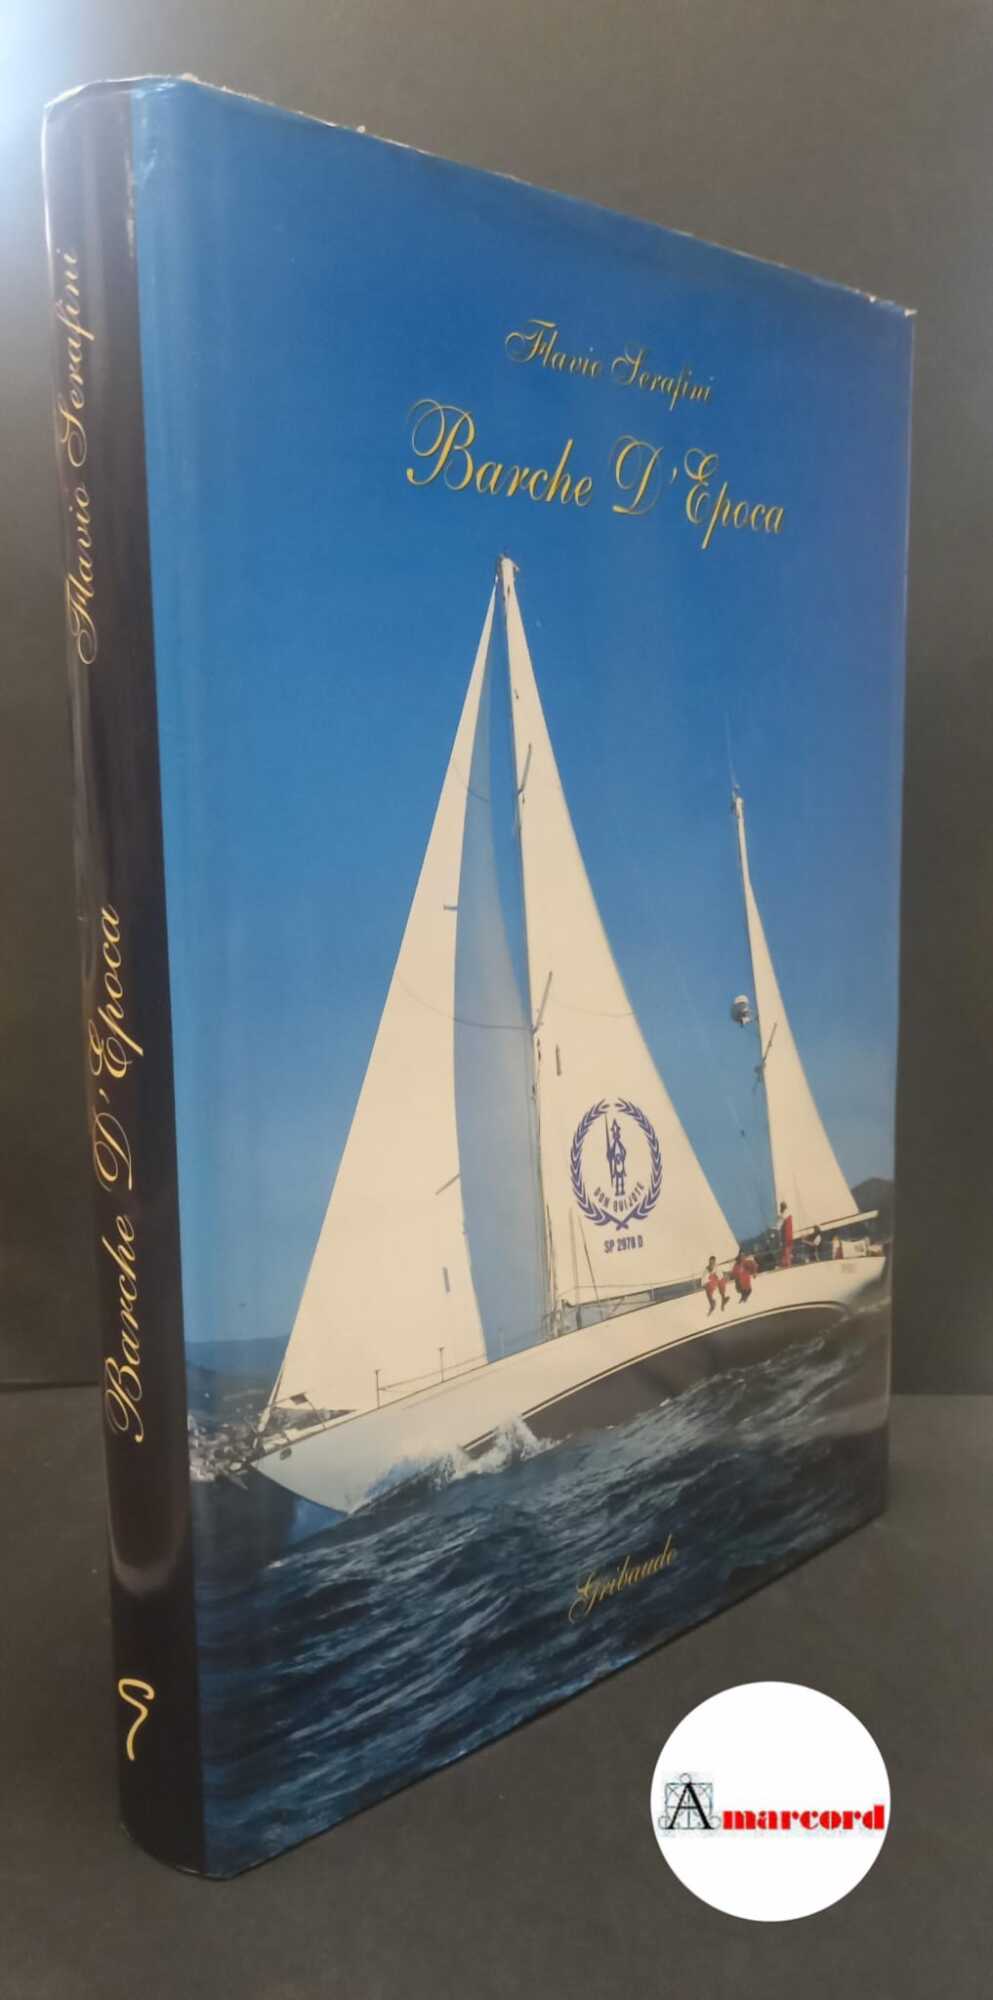 Flavio Serafini
Barche D'Epoca
DON QUIJOTE
SP 2978 D
Gribaudo
Flavio Serafini
Barche D'Epoca
Amarcord